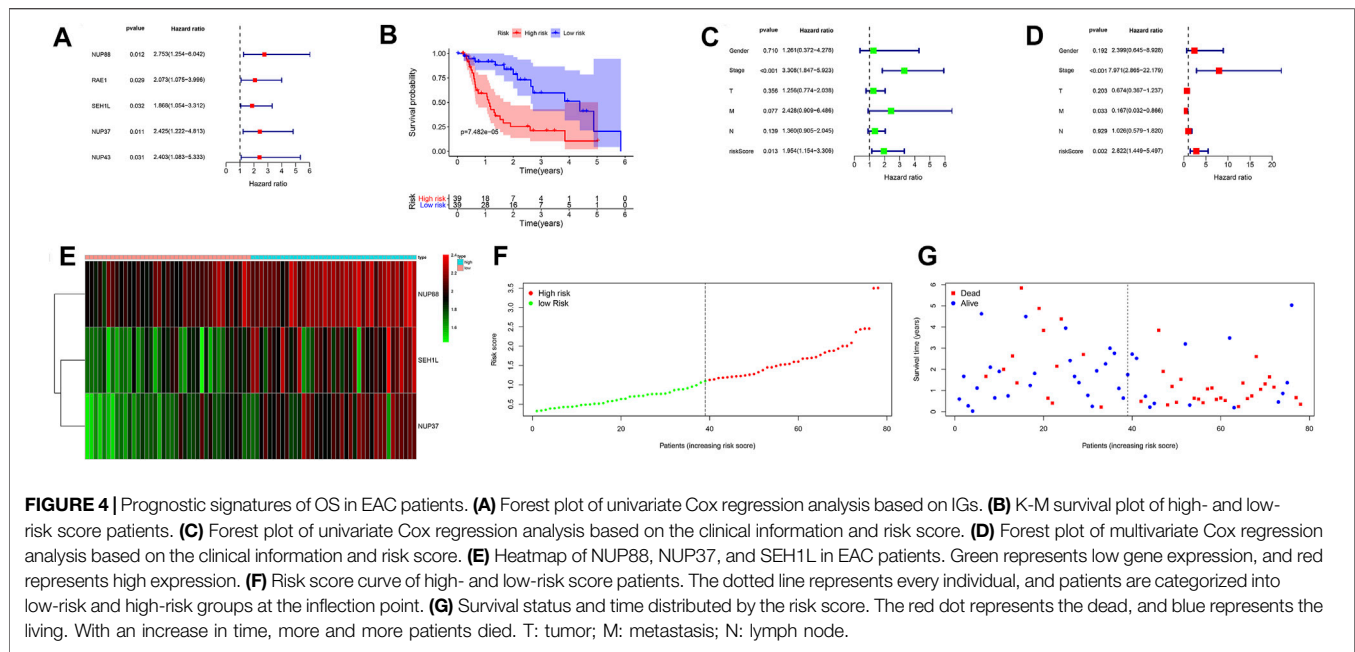 A
pvalue Hazard ratio
NUP88 0.012 2.753(1.254−6.042)
RAE1 0.029 2.073(1.075−3.996)
SEH1L 0.032 1.868(1.054−3.312)
NUP37 0.011 2.425(1.222−4.813)
NUP43 0.031 2.403(1.083−5.333)
0 1 2 3 4 5 6
Hazard ratio
B
Risk High risk Low risk
Survival probability
1.00
0.75
0.50
0.25
0.00
p=7.482e−05
0 1 2 3 4 5 6
Time(years)
Risk
High risk 39 18 7 4 1 1 0
Low risk 39 28 16 7 5 1 0
0 1 2 3 4 5 6
Time(years)
C
pvalue Hazard ratio
Gender 0.710 1.261(0.372−4.278)
Stage <0.001 3.308(1.847−5.923)
T 0.356 1.256(0.774−2.038)
M 0.077 2.428(0.909−6.486)
N 0.139 1.360(0.905−2.045)
riskScore 0.013 1.954(1.154−3.306)
0 1 2 3 4 5 6
Hazard ratio
D
pvalue Hazard ratio
Gender 0.192 2.399(0.645−8.928)
Stage <0.001 7.971(2.865−22.179)
T 0.203 0.674(0.387−1.237)
M 0.033 0.167(0.032−0.866)
N 0.929 1.026(0.579−1.820)
riskScore 0.002 2.822(1.449−5.497)
0 5 10 15 20
Hazard ratio
E
type
type
high
low
2.4
2.2
2
1.8
1.6
NUP88
SEH1L
NUP37
F
High risk
low Risk
Risk score
3.5
3.0
2.5
2.0
1.5
1.0
0.5
0 20 40 60 80
Patients (increasing risk score)
G
Dead
Alive
Survival time (years)
6
5
4
3
2
1
0
0 20 40 60 80
Patients (increasing risk score)
FIGURE 4 | Prognostic signatures of OS in EAC patients. (A) Forest plot of univariate Cox regression analysis based on IGs. (B) K-M survival plot of high- and low-
risk score patients. (C) Forest plot of univariate Cox regression analysis based on the clinical information and risk score. (D) Forest plot of multivariate Cox regression
analysis based on the clinical information and risk score. (E) Heatmap of NUP88, NUP37, and SEH1L in EAC patients. Green represents low gene expression, and red
represents high expression. (F) Risk score curve of high- and low-risk score patients. The dotted line represents every individual, and patients are categorized into
low-risk and high-risk groups at the inflection point. (G) Survival status and time distributed by the risk score. The red dot represents the dead, and blue represents the
living. With an increase in time, more and more patients died. T: tumor; M: metastasis; N: lymph node.